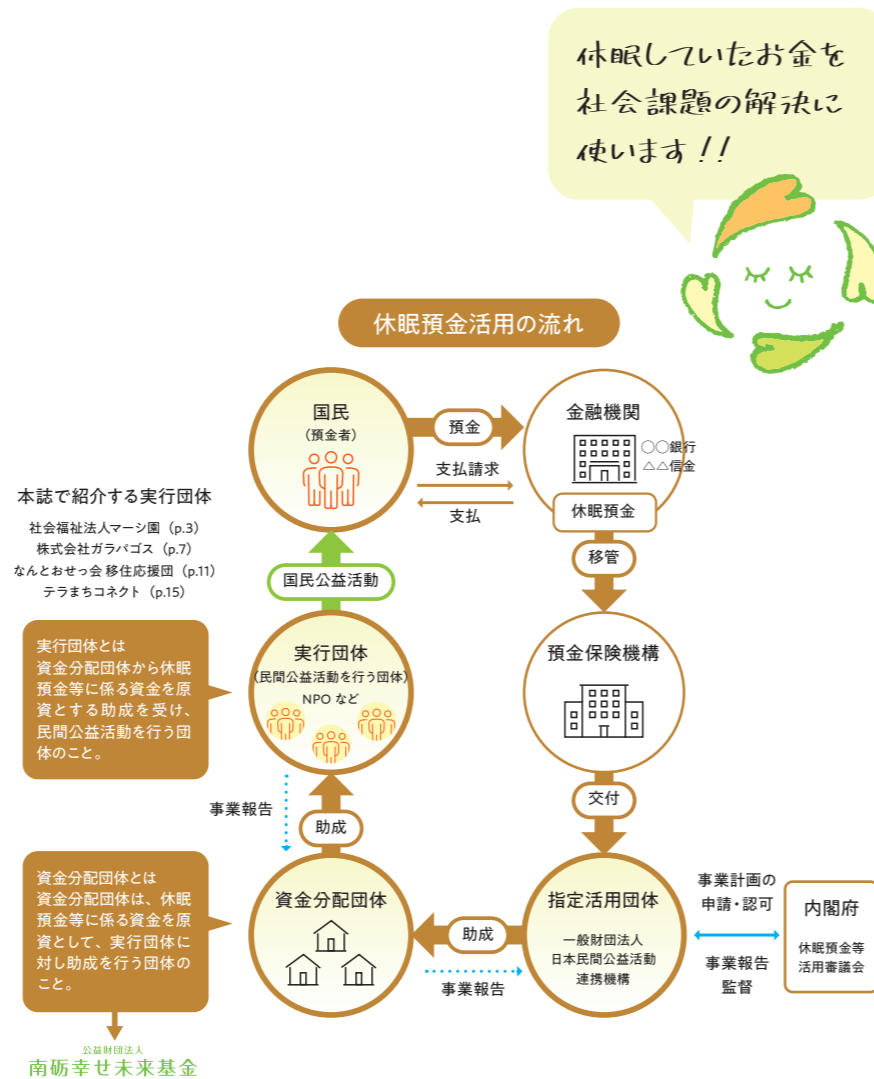 休眠していたお金を
社会課題の解決に
使います!!
休眠預金活用の流れ
国民
(預金者)
預金
金融機関
○○銀行
△△信金
休眠預金
支払請求
支払
移管
預金保険機構
交付
指定活用団体
一般財団法人
日本民間公益活動
連携機構
事業計画の
申請・認可
事業報告
監督
内閣府
休眠預金等
活用審議会
助成
事業報告
資金分配団体
助成
事業報告
実行団体
(民間公益活動を行う団体)
NPO など
国民公益活動
本誌で紹介する実行団体
社会福祉法人マーシ園(p.3)
株式会社ガラパゴス(p.7)
なんとおせっ会 移住応援団(p.11)
テラまちコネクト(p.15)
実行団体とは
資金分配団体から休眠
預金等に係る資金を原
資とする助成を受け、
民間公益活動を行う団
体のこと。
資金分配団体とは
資金分配団体は、休眠
預金等に係る資金を原
資として、実行団体に
対し助成を行う団体の
こと。
公益財団法人
南砺幸せ未来基金